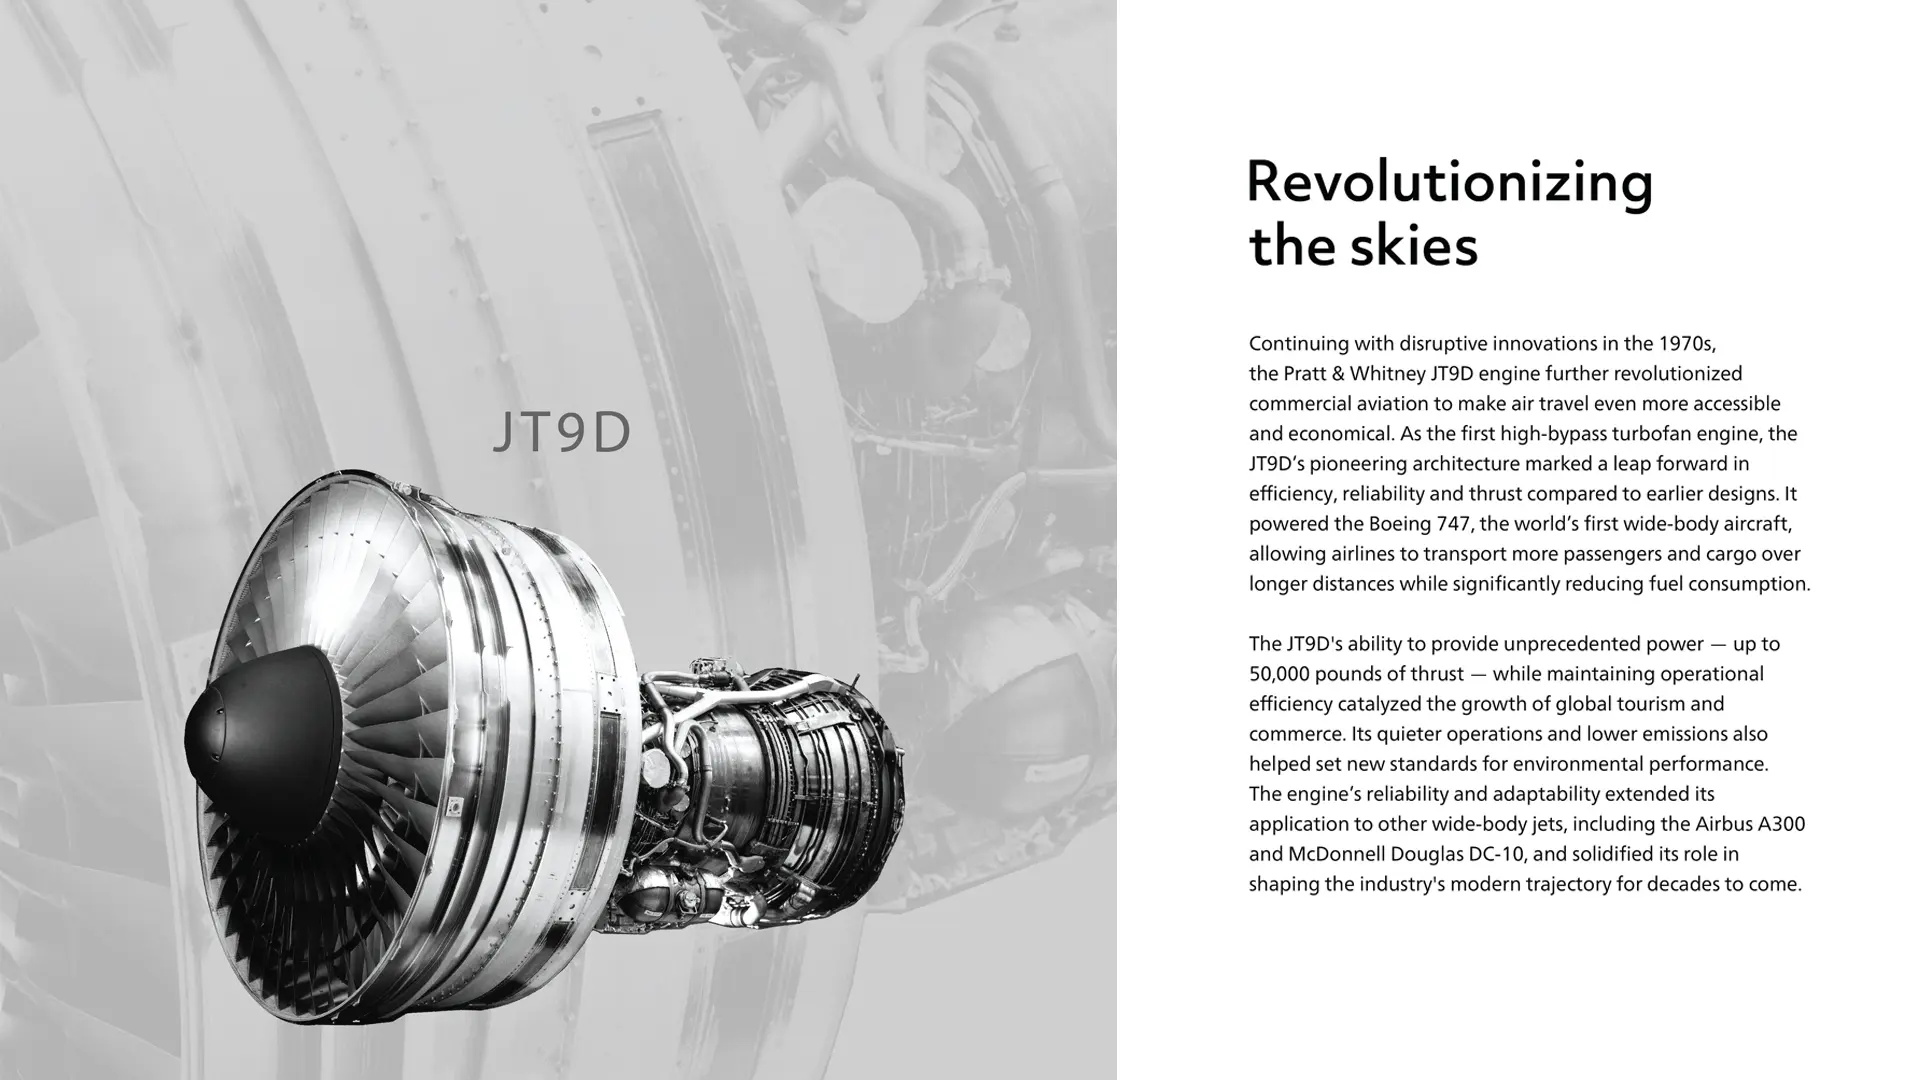 JT9D
Revolutionizing
the skies
Continuing with disruptive innovations in the 1970s,
the Pratt & Whitney JT9D engine further revolutionized
commercial aviation to make air travel even more accessible
and economical. As the first high-bypass turbofan engine, the
JT9D’s pioneering architecture marked a leap forward in
efficiency, reliability and thrust compared to earlier designs. It
powered the Boeing 747, the world’s first wide-body aircraft,
allowing airlines to transport more passengers and cargo over
longer distances while significantly reducing fuel consumption.
The JT9D's ability to provide unprecedented power — up to
50,000 pounds of thrust — while maintaining operational
efficiency catalyzed the growth of global tourism and
commerce. Its quieter operations and lower emissions also
helped set new standards for environmental performance.
The engine’s reliability and adaptability extended its
application to other wide-body jets, including the Airbus A300
and McDonnell Douglas DC-10, and solidified its role in
shaping the industry's modern trajectory for decades to come.